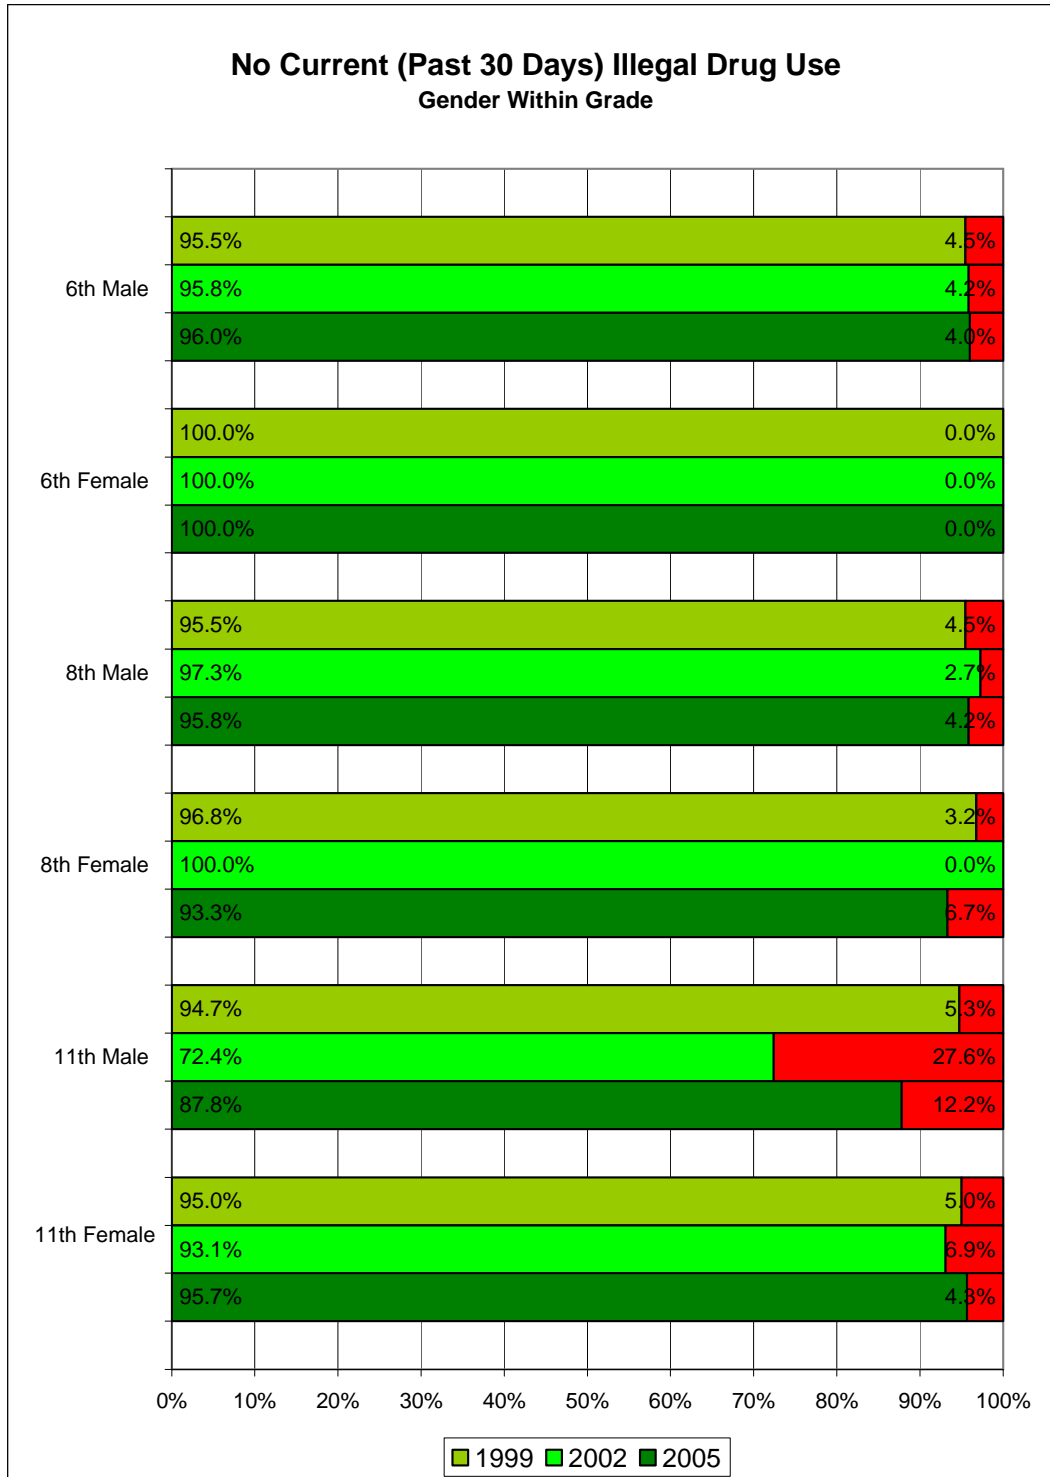 No Current (Past 30 Days) Illegal Drug Use
Gender Within Grade
95.5% 4.5%
6th Male 95.8% 4.2%
96.0% 4.0%
100.0% 0.0%
6th Female 100.0% 0.0%
100.0% 0.0%
95.5% 4.5%
8th Male 97.3% 2.7%
95.8% 4.2%
96.8% 3.2%
8th Female 100.0% 0.0%
93.3% 6.7%
94.7% 5.3%
11th Male 72.4% 27.6%
87.8% 12.2%
95.0% 5.0%
11th Female 93.1% 6.9%
95.7% 4.3%
0% 10% 20% 30% 40% 50% 60% 70% 80% 90% 100%
1999 2002 2005